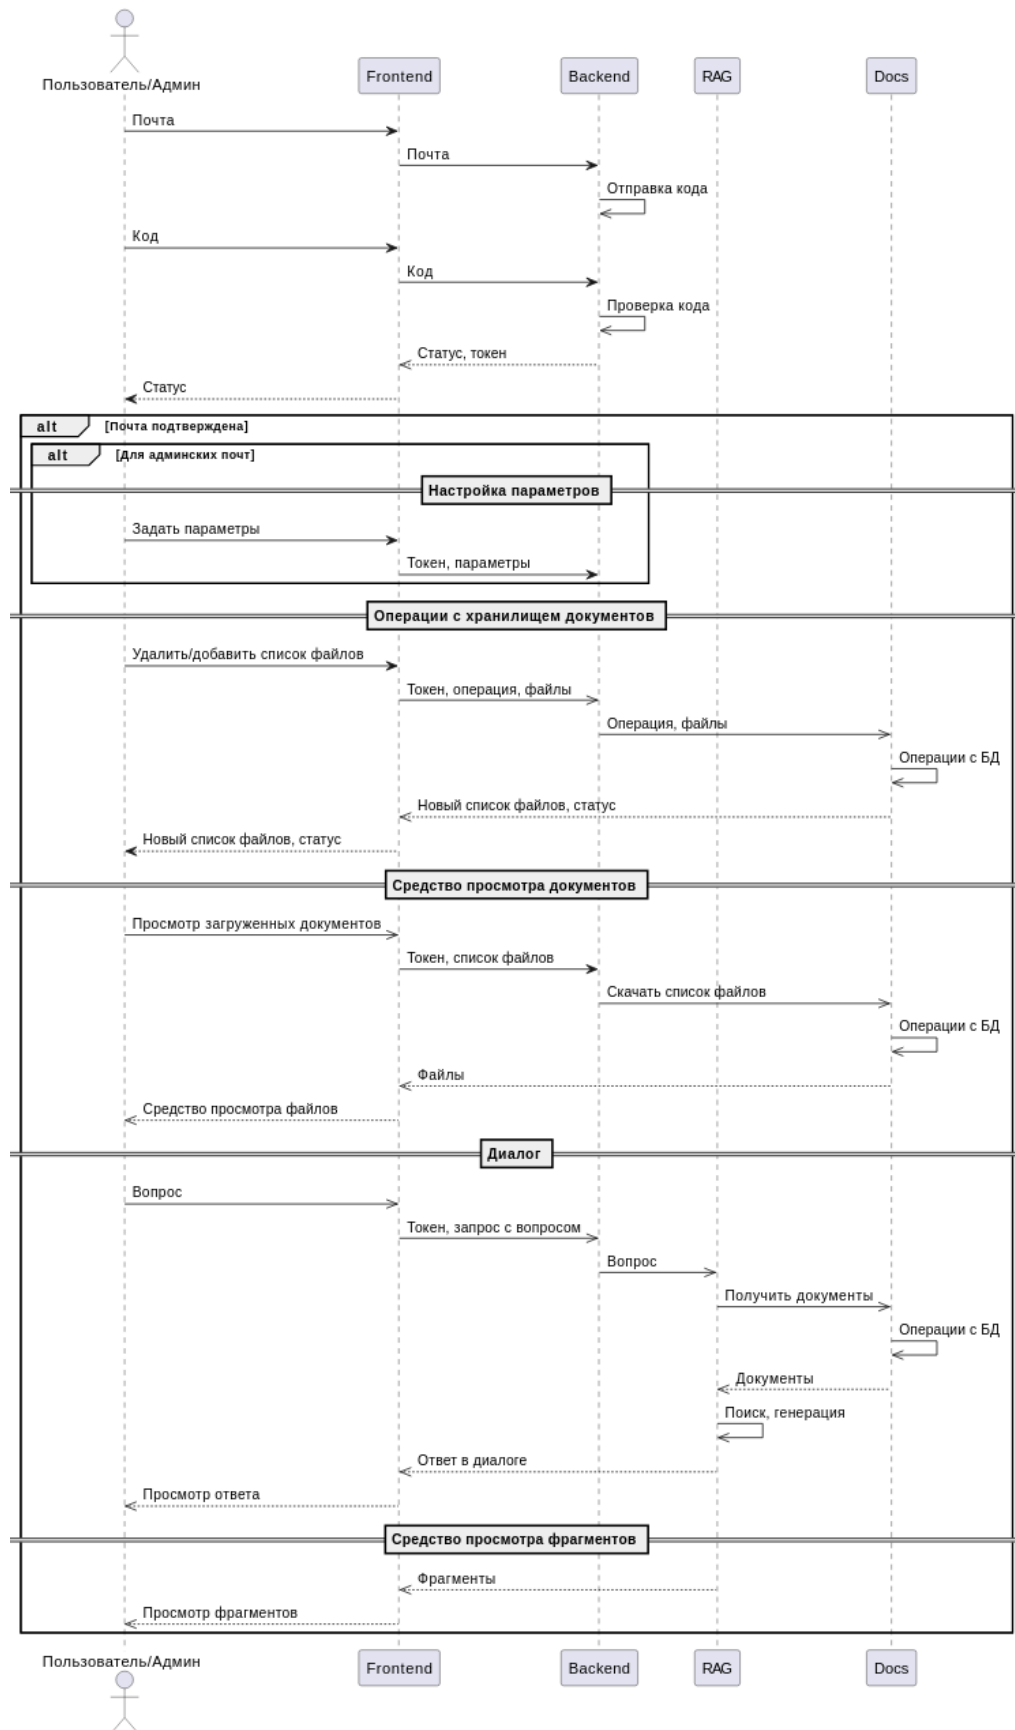 Пользователь/Админ
Frontend
Backend
RAG
Docs
Почта
Почта
Отправка кода
Код
Код
Проверка кода
Статус, токен
Статус
alt
[Почта подтверждена]
alt
[Для админских почт]
Настройка параметров
Задать параметры
Токен, параметры
Операции с хранилищем документов
Удалить/добавить список файлов
Токен, операция, файлы
Операция, файлы
Операции с БД
Новый список файлов, статус
Новый список файлов, статус
Средство просмотра документов
Просмотр загруженных документов
Токен, список файлов
Скачать список файлов
Операции с БД
Файлы
Средство просмотра файлов
Диалог
Вопрос
Токен, запрос с вопросом
Вопрос
Получить документы
Операции с БД
Документы
Поиск, генерация
Ответ в диалоге
Просмотр ответа
Средство просмотра фрагментов
Фрагменты
Просмотр фрагментов
Пользователь/Админ
Frontend
Backend
RAG
Docs